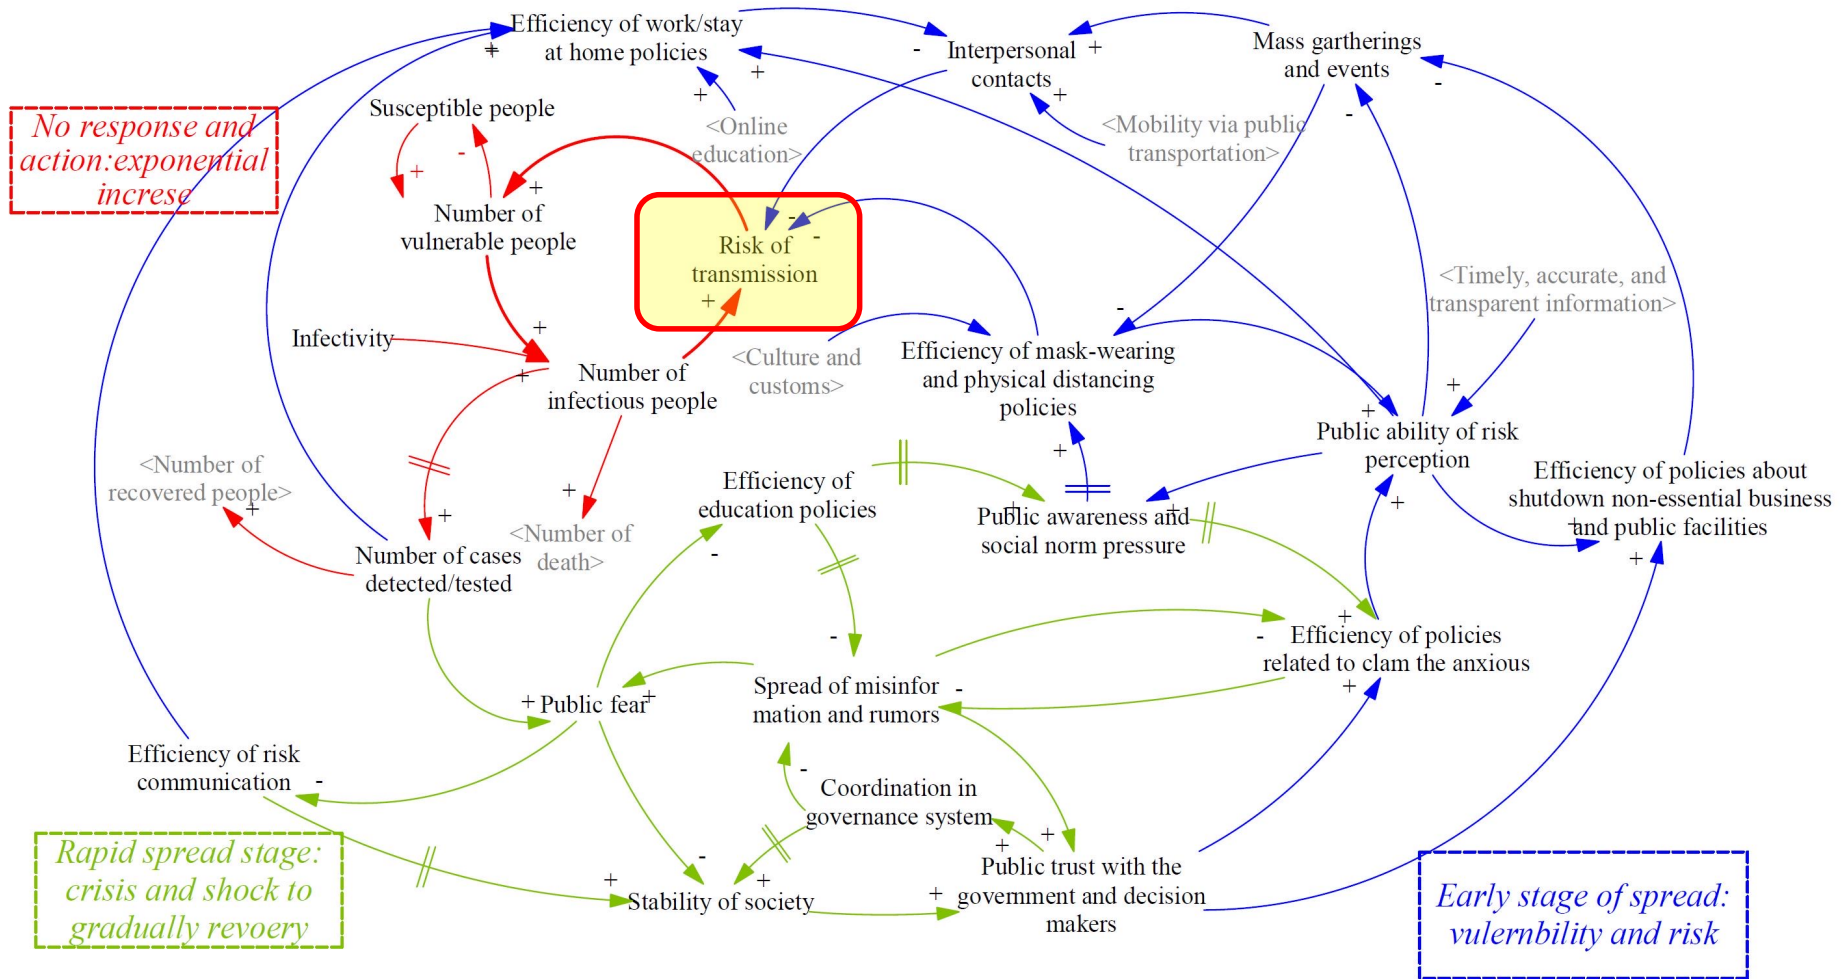 Efficiency of work/stay
at home policies
Interpersonal
contacts
Mass gartherings
and events
Susceptible people
<Online
education>
<Mobility via public
transportation>
No response and
action:exponential
increse
Number of
vulnerable people
Risk of
transmission
<Timely, accurate, and
transparent information>
Infectivity
Number of
infectious people
<Culture and
customs>
Efficiency of mask-wearing
and physical distancing
policies
Public ability of risk
perception
<Number of
recovered people>
Efficiency of
education policies
Efficiency of policies about
shutdown non-essential business
and public facilities
Public awareness and
social norm pressure
<Number of
death>
Number of cases
detected/tested
Efficiency of policies
related to clam the anxious
Public fear
Spread of misinfor
mation and rumors
Efficiency of risk
communication
Coordination in
governance system
Rapid spread stage:
crisis and shock to
gradually revoery
Stability of society
Public trust with the
government and decision
makers
Early stage of spread:
vulernbility and risk